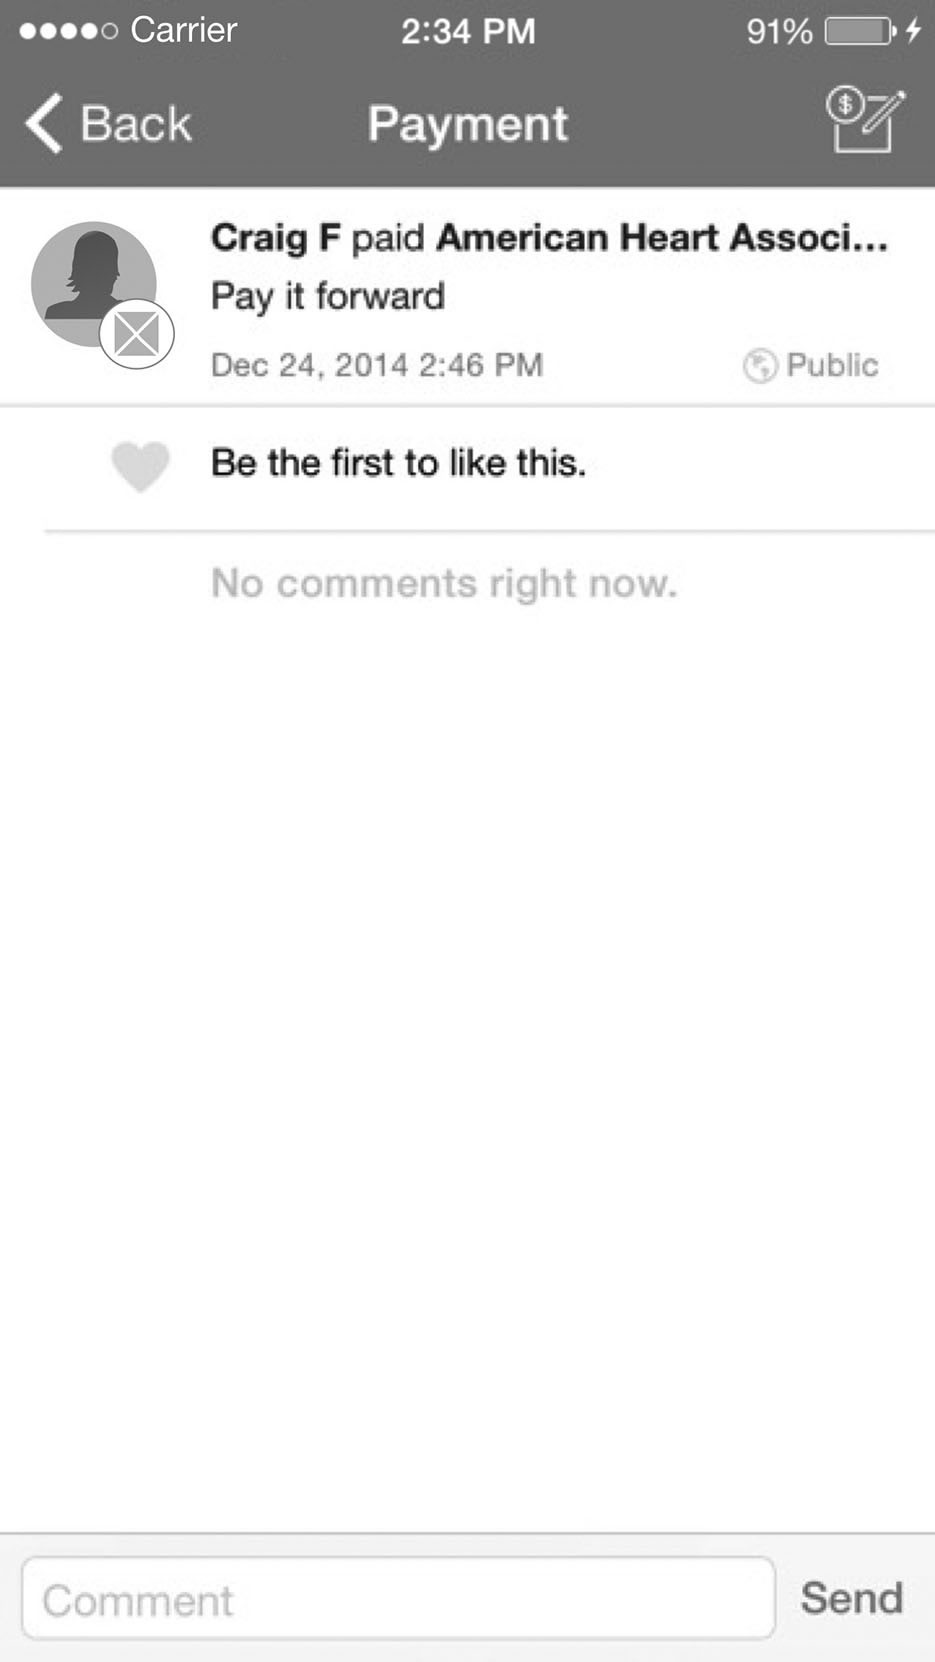 Carrier 2:34 PM 91%
Back Payment
$
Craig F paid American Heart Associ...
Pay it forward
Dec 24, 2014 2:46 PM Public
Be the first to like this.
No comments right now.
Comment Send